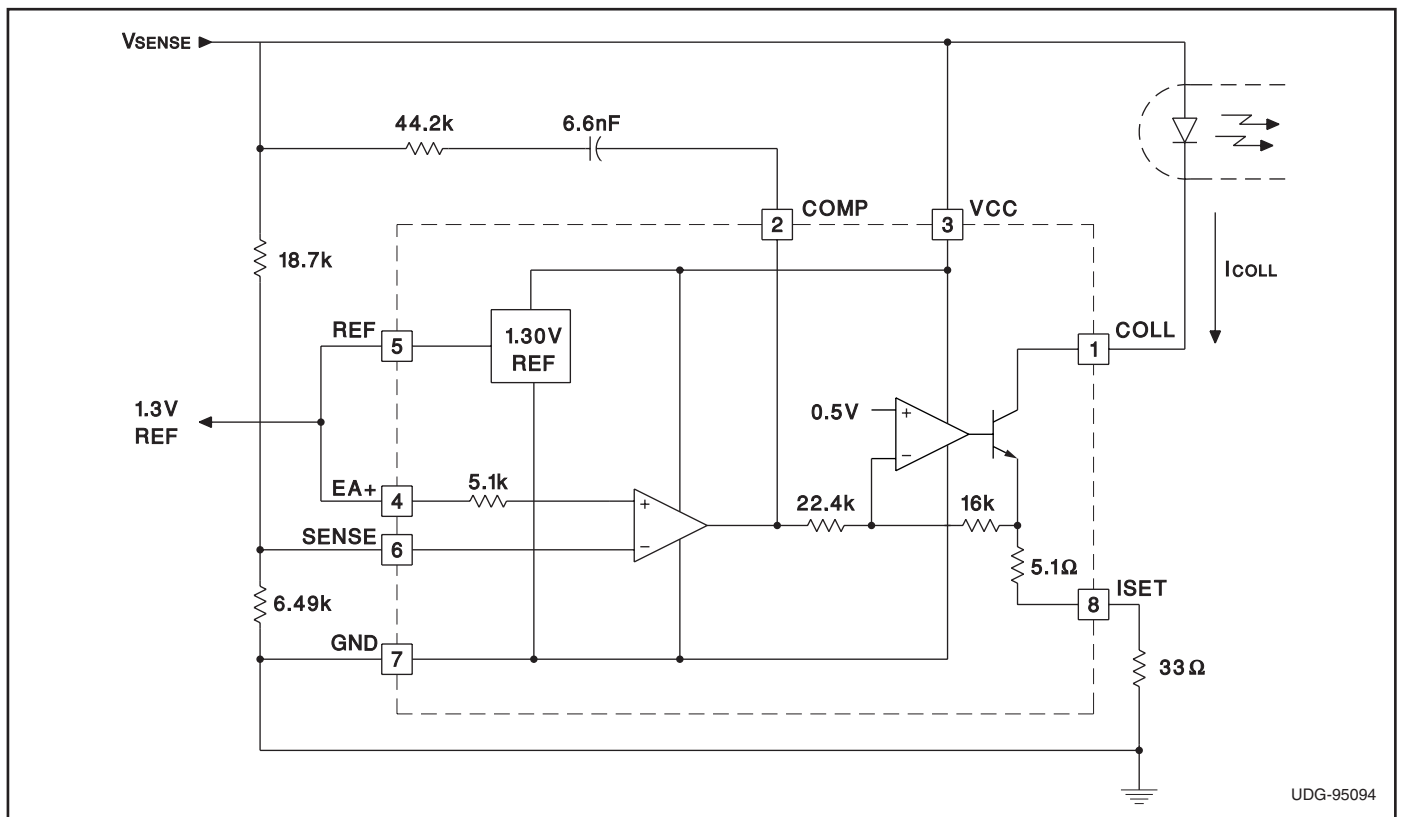 VSENSE
44.2k
6.6nF
COMP
2
VCC
3
18.7k
ICOLL
REF
5
1.30V
REF
COLL
1
1.3V
REF
0.5V
+
−
EA+
4
5.1k
+
−
22.4k
16k
SENSE
6
5.1Ω
6.49k
ISET
8
GND
7
33Ω
UDG-95094